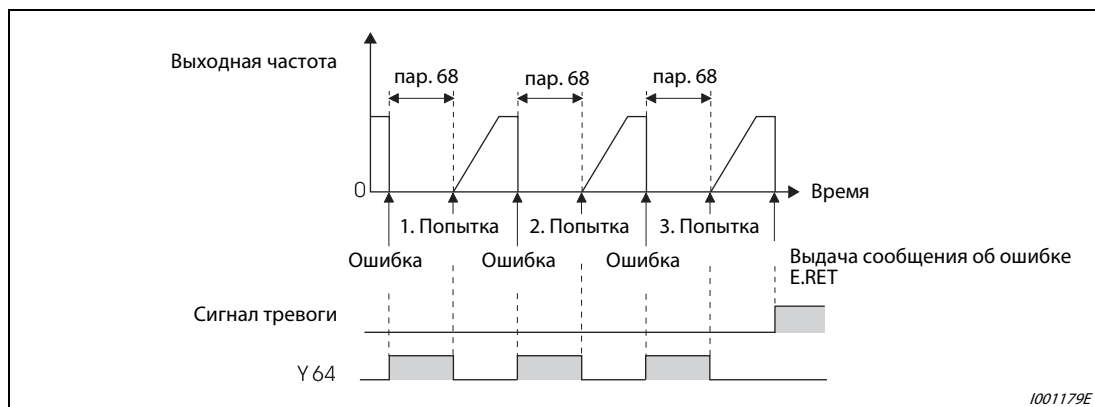 Выходная частота
пар. 68 пар. 68 пар. 68
0
Время
1. Попытка 2. Попытка 3. Попытка
Ошибка Ошибка Ошибка
Выдача сообщения об ошибке
E.RET
Сигнал тревоги
Y 64
I001179E